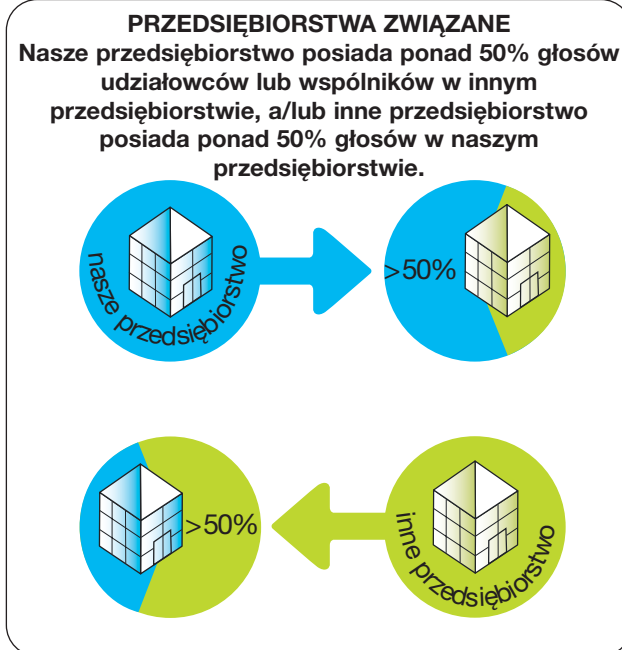 PRZEDSIĘBIORSTWA ZWIĄZANE
Nasze przedsiębiorstwo posiada ponad 50% głosów
udziałowców lub wspólników w innym
przedsiębiorstwie, a/lub inne przedsiębiorstwo
posiada ponad 50% głosów w naszym
przedsiębiorstwie.
nasze przedsiębiorstwo
>50%
>50%
inne przedsiębiorstwo